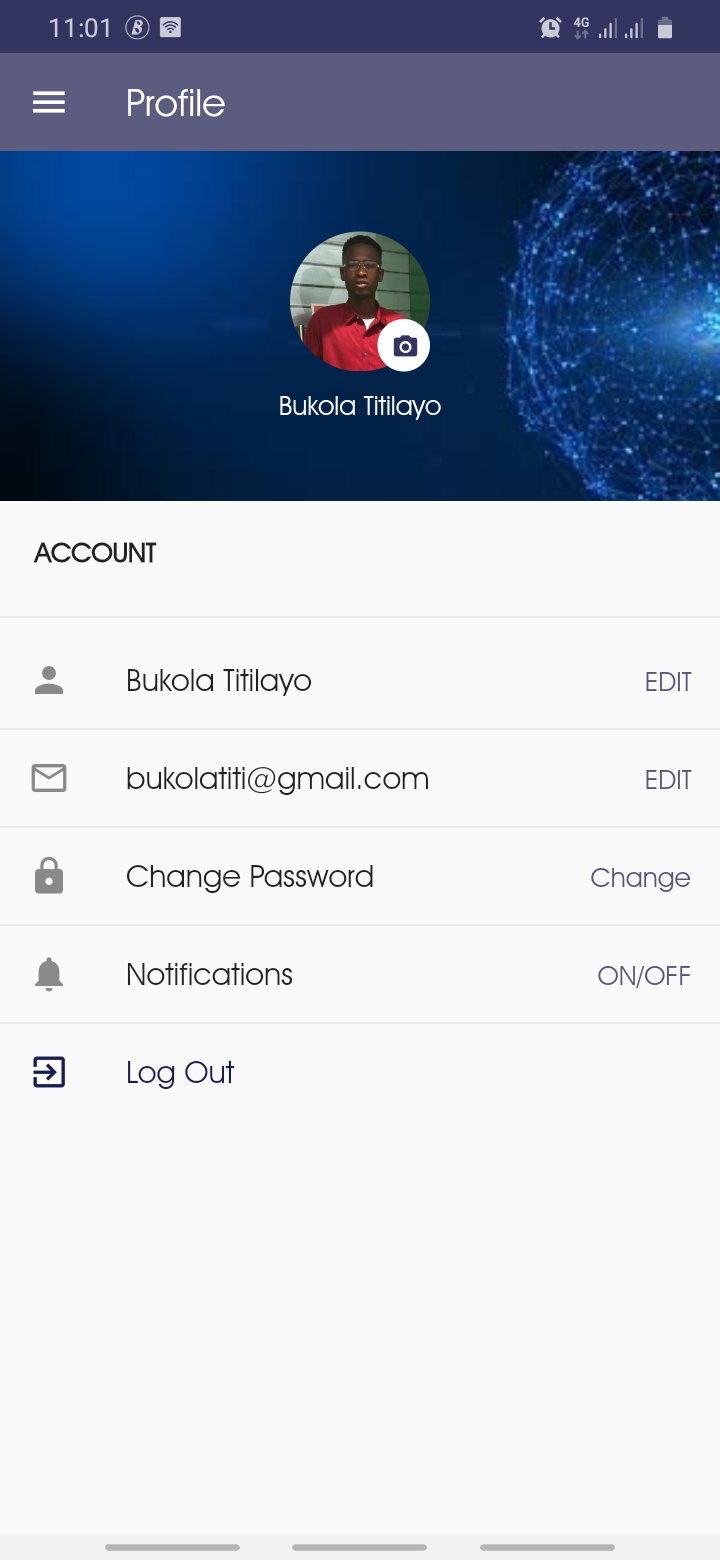 11:01 B 4G
Profile
Bukola Titilayo
ACCOUNT
Bukola Titilayo EDIT
bukolatiti@gmail.com EDIT
Change Password Change
Notifications ON/OFF
Log Out